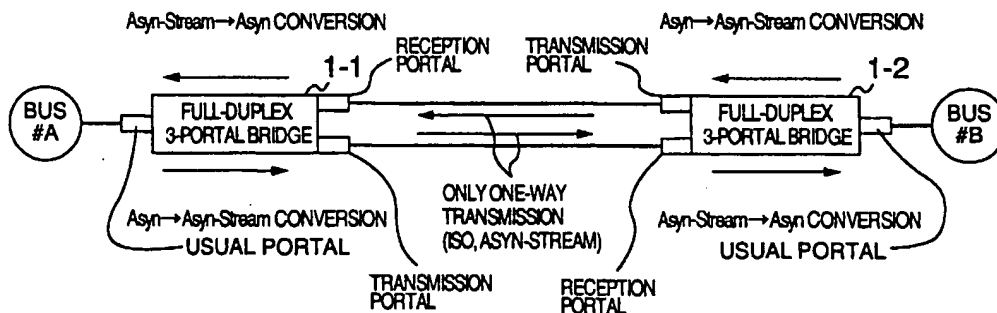 Asyn-Stream→Asyn CONVERSION
Asyn-Stream→Asyn CONVERSION
RECEPTION
PORTAL
TRANSMISSION
PORTAL
1-1
1-2
BUS
#A
FULL-DUPLEX
3-PORTAL BRIDGE
FULL-DUPLEX
3-PORTAL BRIDGE
BUS
#B
ONLY ONE-WAY
TRANSMISSION
(ISO, ASYN-STREAM)
Asyn→Asyn-Stream CONVERSION
USUAL PORTAL
Asyn-Stream→Asyn CONVERSION
USUAL PORTAL
TRANSMISSION
PORTAL
RECEPTION
PORTAL